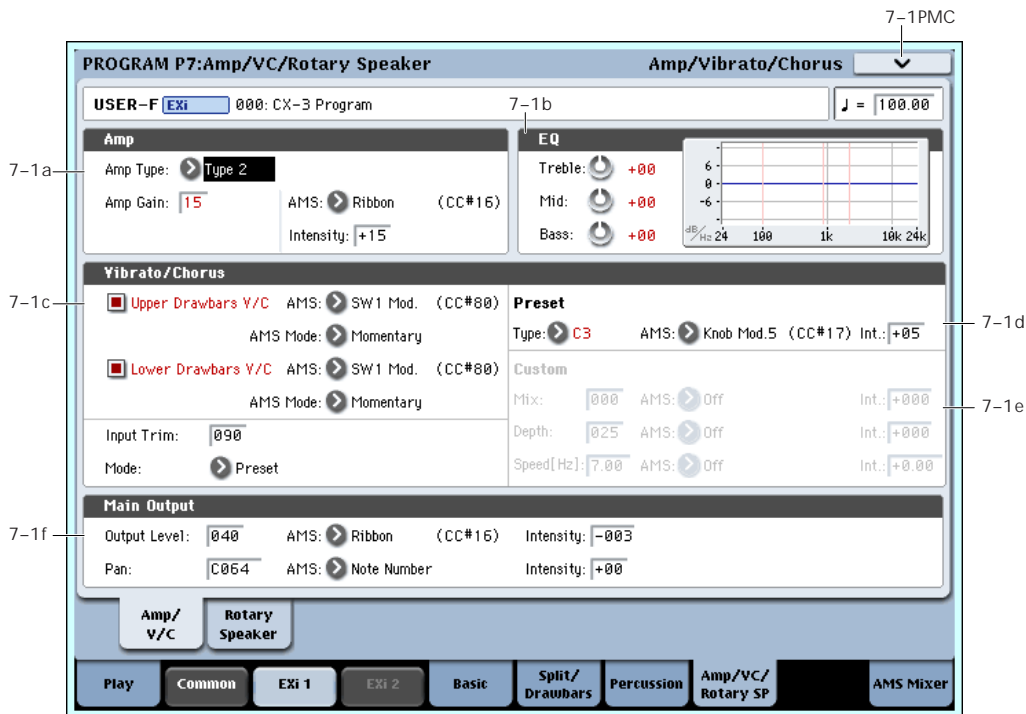 7-1PMC
PROGRAM P7:Amp/VC/Rotary Speaker Amp/Vibrato/Chorus
USER-F EXi 000: CX-3 Program ♩ = 100.00
7-1b
Amp
7-1a
Amp Type: Type 2
Amp Gain: 15 AMS: Ribbon (CC#16)
Intensity: +15
EQ
Treble: +00
Mid: +00
Bass: +00
6
0
-6
dB/Hz 24 100 1k 10k 24k
Vibrato/Chorus
7-1c
Upper Drawbars V/C AMS: SW1 Mod. (CC#80)
AMS Mode: Momentary
Lower Drawbars V/C AMS: SW1 Mod. (CC#80)
AMS Mode: Momentary
Input Trim: 090
Mode: Preset
Preset
Type: C3 AMS: Knob Mod.5 (CC#17) Int.: +05
7-1d
Custom
Mix: 000 AMS: Off Int.: +000
7-1e
Depth: 025 AMS: Off Int.: +000
Speed[Hz]: 7.00 AMS: Off Int.: +0.00
Main Output
7-1f
Output Level: 040 AMS: Ribbon (CC#16) Intensity: -003
Pan: C064 AMS: Note Number Intensity: +00
Amp/
V/C
Rotary
Speaker
Play
Common
EXi 1
EXi 2
Basic
Split/
Drawbars
Percussion
Amp/VC/
Rotary SP
AMS Mixer